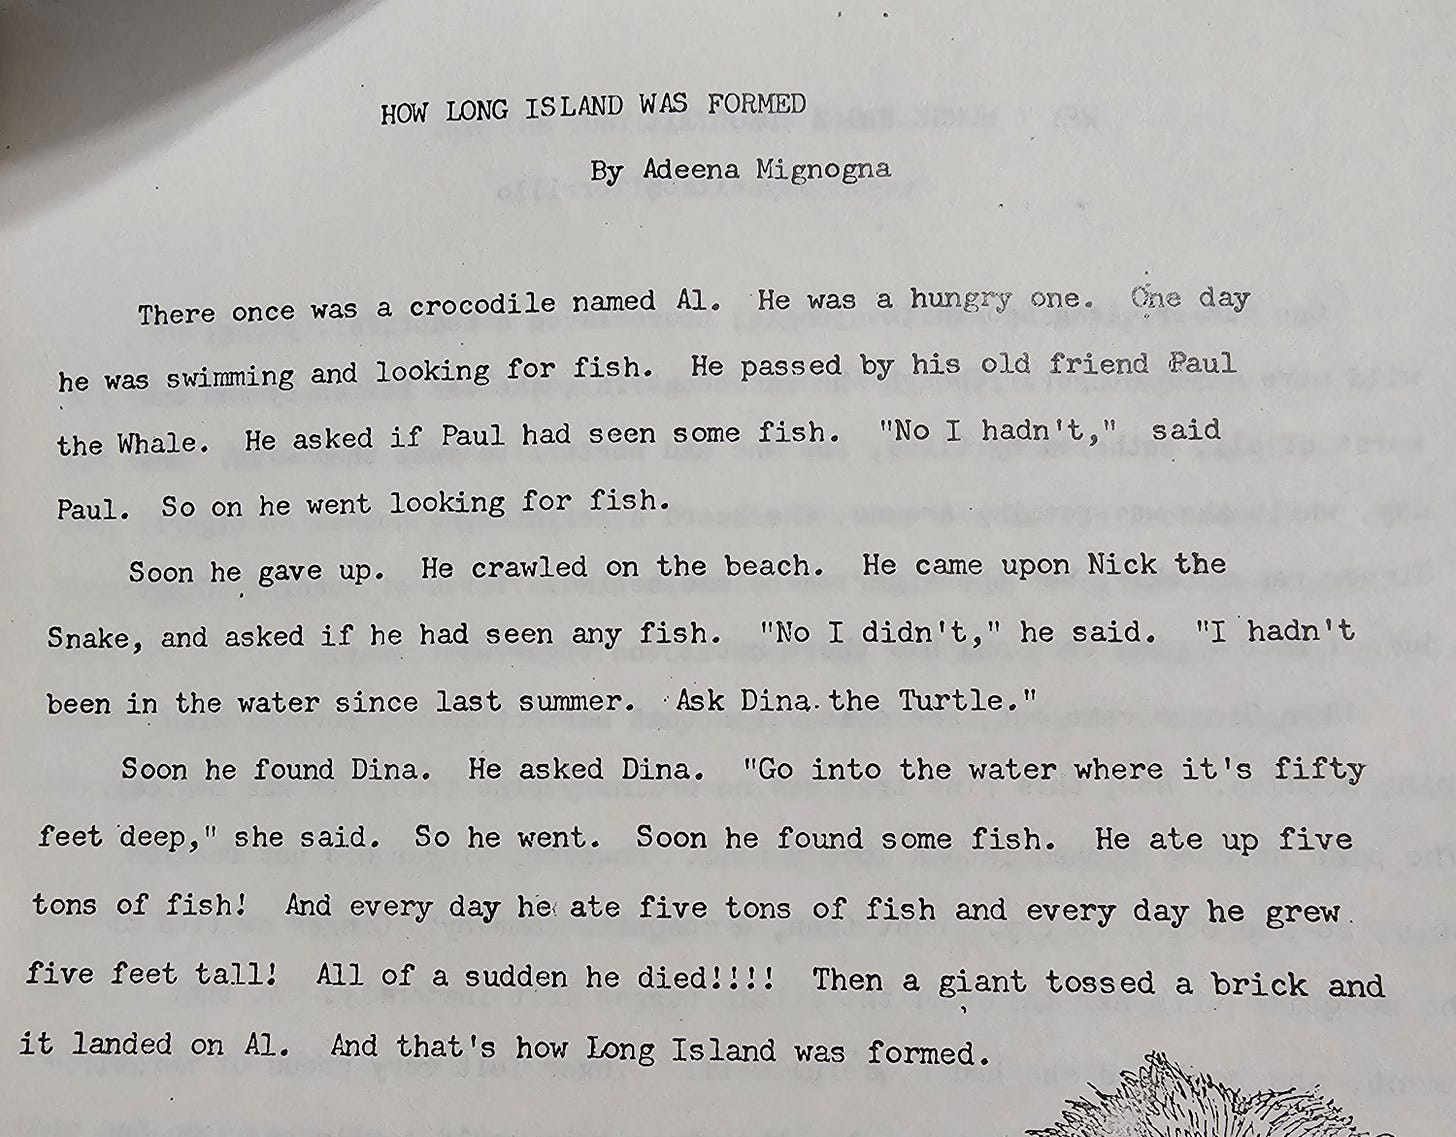 HOW LONG ISLAND WAS FORMED
By Adeena Mignogna
There once was a crocodile named Al. He was a hungry one. One day
he was swimming and looking for fish. He passed by his old friend Paul
the Whale. He asked if Paul had seen some fish. "No I hadn't," said
Paul. So on he went looking for fish.
Soon he gave up. He crawled on the beach. He came upon Nick the
Snake, and asked if he had seen any fish. "No I didn't," he said. "I hadn't
been in the water since last summer. Ask Dina the Turtle."
Soon he found Dina. He asked Dina. "Go into the water where it's fifty
feet deep," she said. So he went. Soon he found some fish. He ate up five
tons of fish! And every day he ate five tons of fish and every day he grew
five feet tall! All of a sudden he died!!!! Then a giant tossed a brick and
it landed on Al. And that's how Long Island was formed.